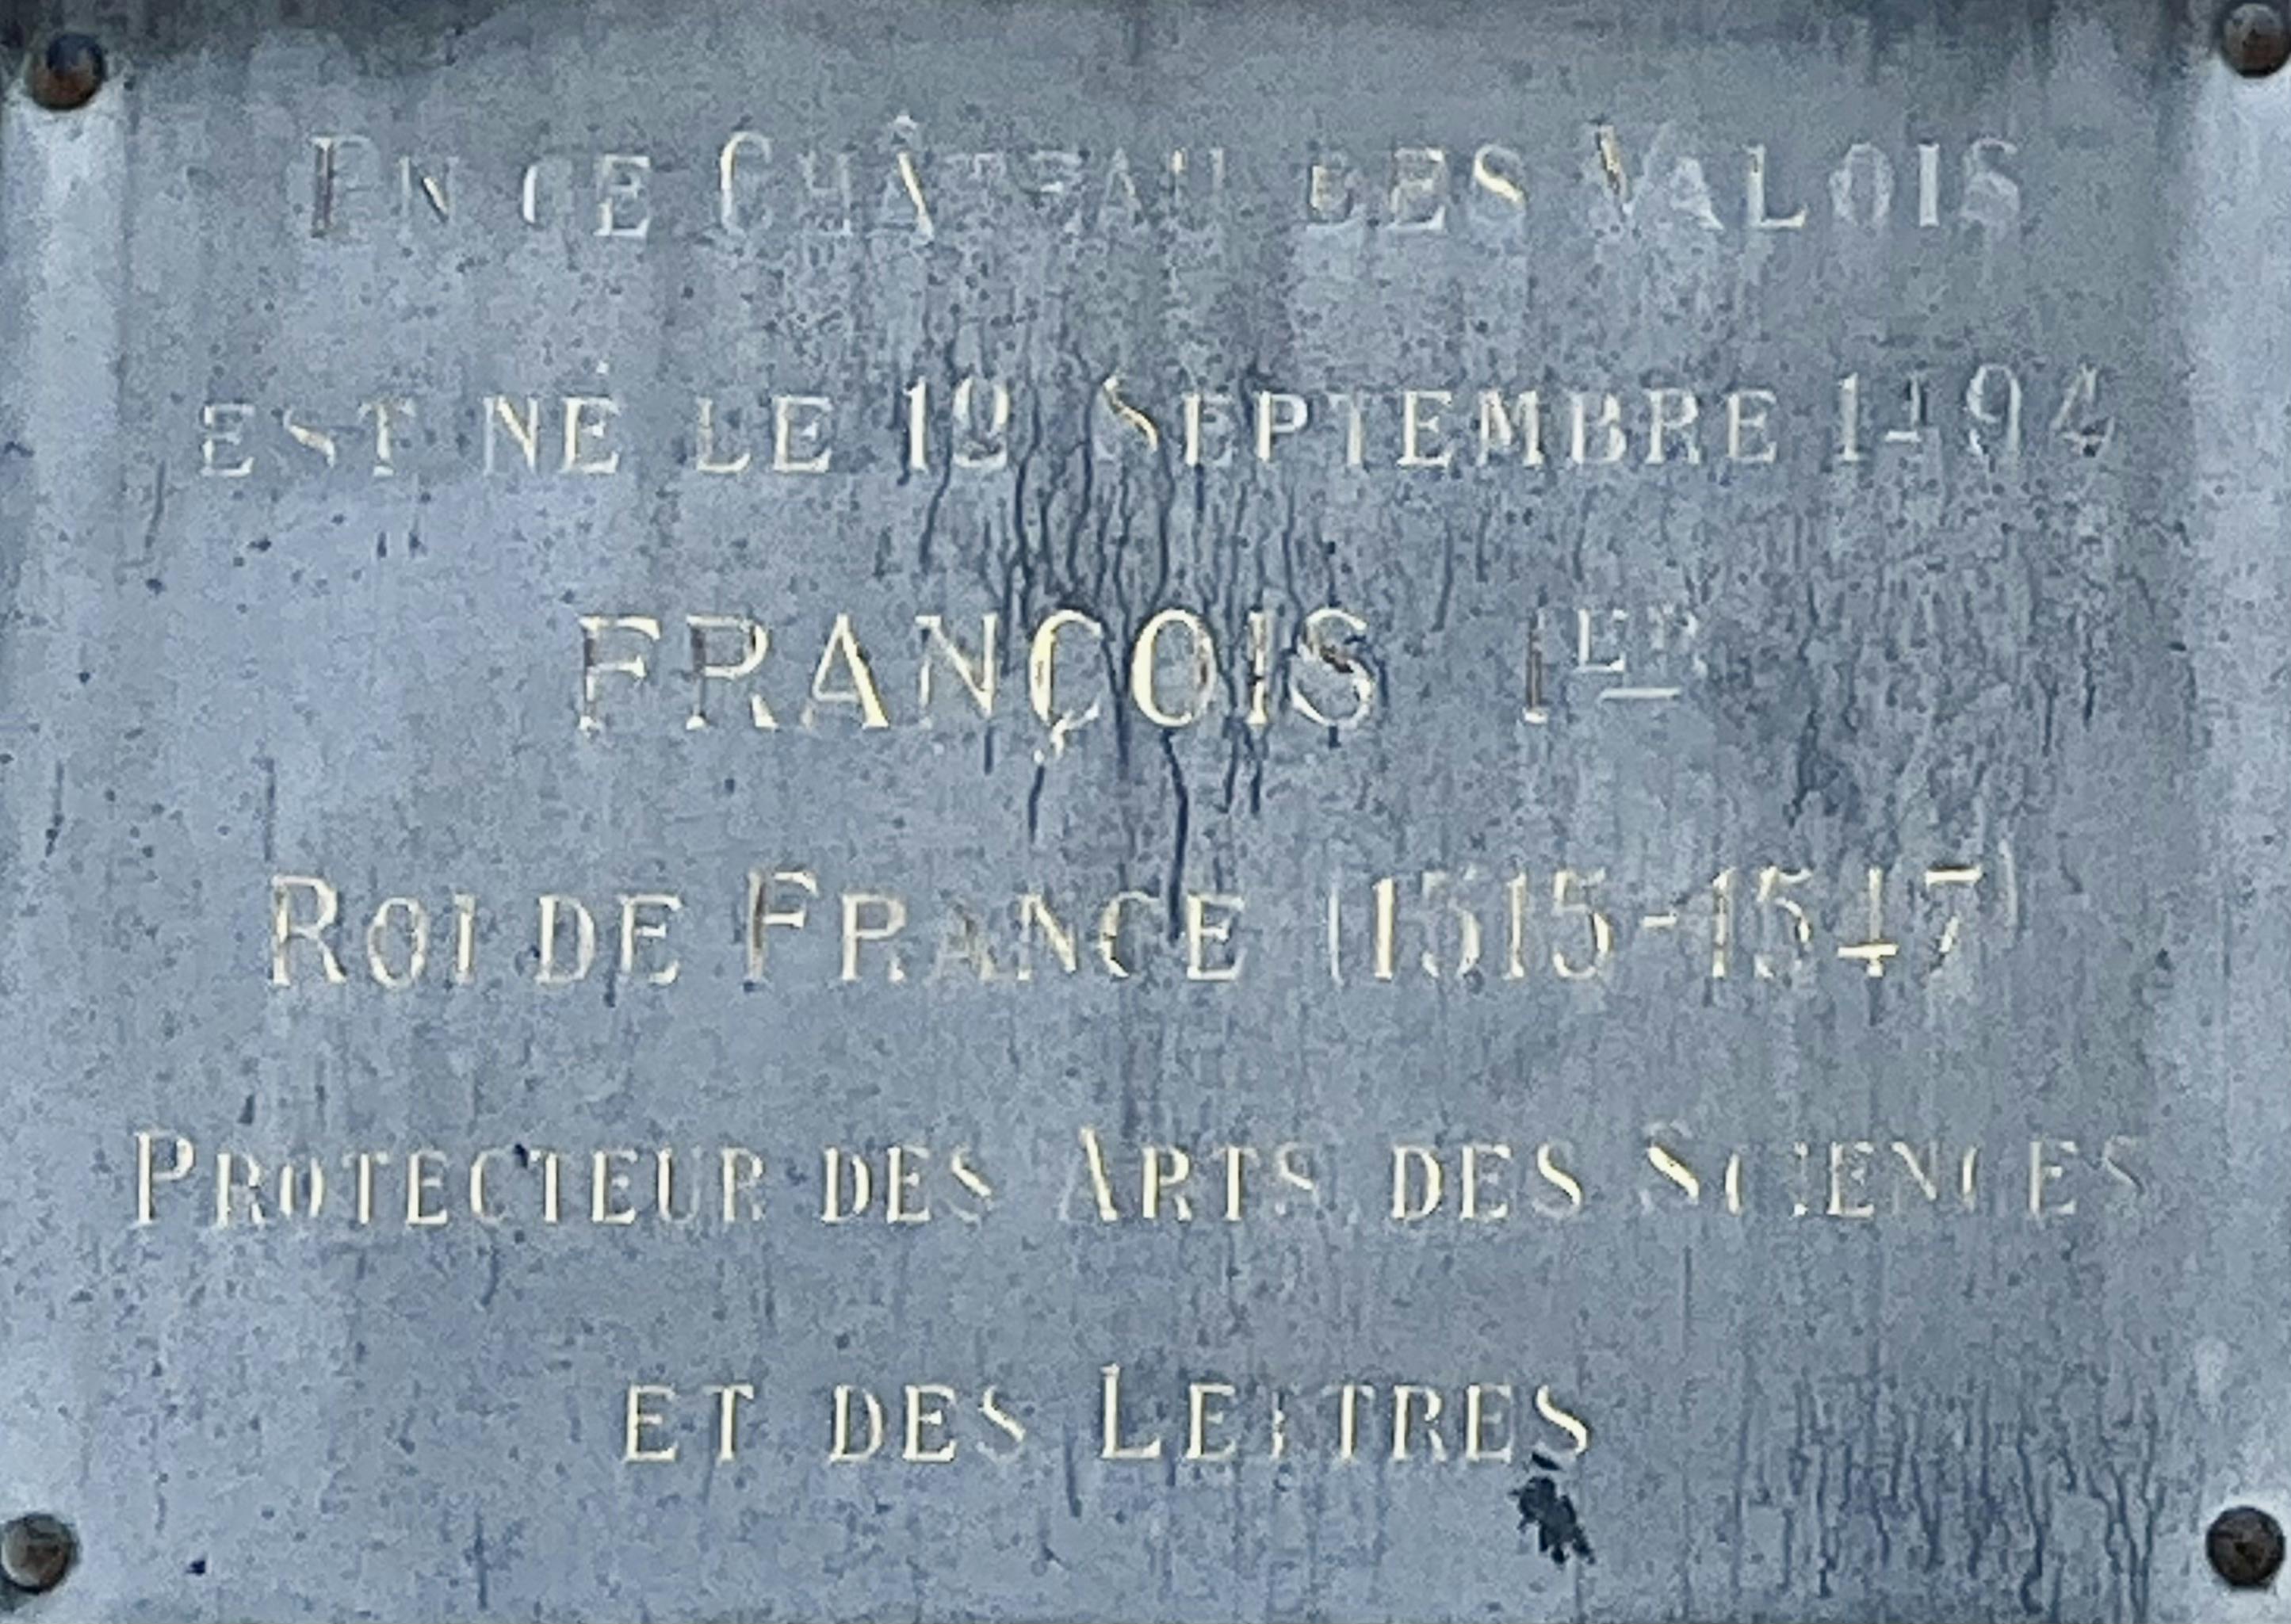 EN CE CHÂTEAU DES VALOIS
EST NÉ LE 12 SEPTEMBRE 1494
FRANÇOIS IER
ROI DE FRANCE (1515-1547)
PROTECTEUR DES ARTS DES SCIENCES
ET DES LETTRES